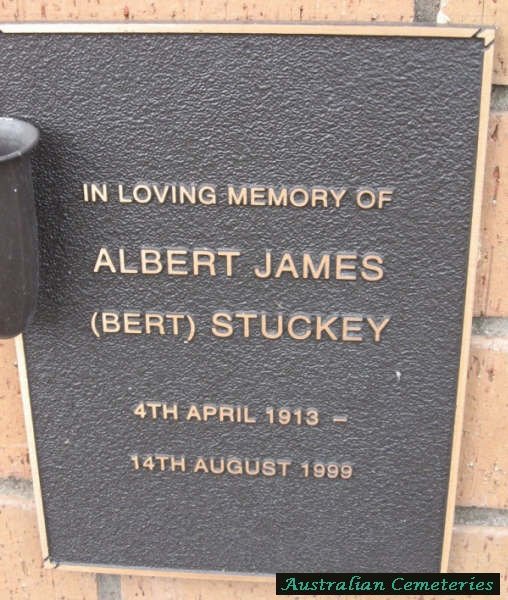 IN LOVING MEMORY OF
ALBERT JAMES
(BERT) STUCKEY
4TH APRIL 1913 –
14TH AUGUST 1999
Australian Cemeteries